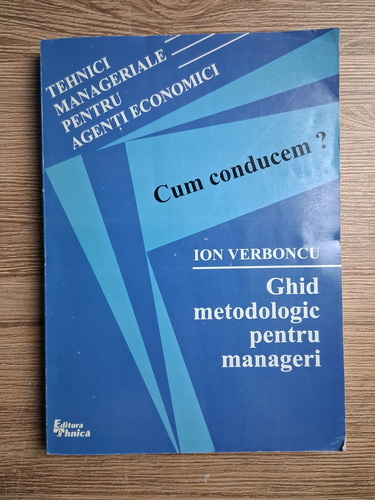 TEHNICI
MANAGERIALE
PENTRU
AGENȚI ECONOMICI
Cum conducem ?
ION VERBONCU
Ghid
metodologic
pentru
manageri
Editura
Tehnică